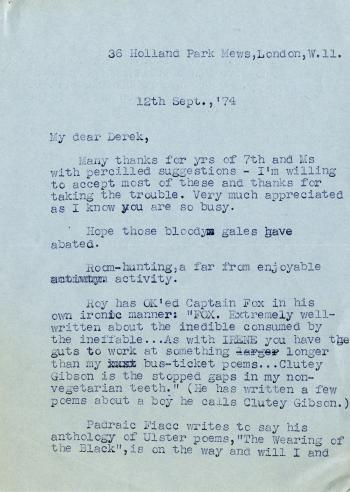 36 Holland Park Mews,London,W.11.
12th Sept.,'74
My dear Derek,
Many thanks for yrs of 7th and Ms
with percilled suggestions - I'm willing
to accept most of these and thanks for
taking the trouble. Very much appreciated
as I know you are so busy.
Hope those bloody gales have
abated.
Room-hunting,a far from enjoyable
activity.
Roy has OK'ed Captain Fox in his
own ironic manner: "FOX. Extremely well-
written about the inedible consumed by
the ineffable...As with IRENE you have the
guts to work at something larger longer
than my bus-ticket poems...Clutey
Gibson is the stopped gaps in my non-
vegetarian teeth." (He has written a few
poems about a boy he calls Clutey Gibson.)
Padraic Fiacc writes to say his
anthology of Ulster poems,"The Wearing of
the Black",is on the way and will I and